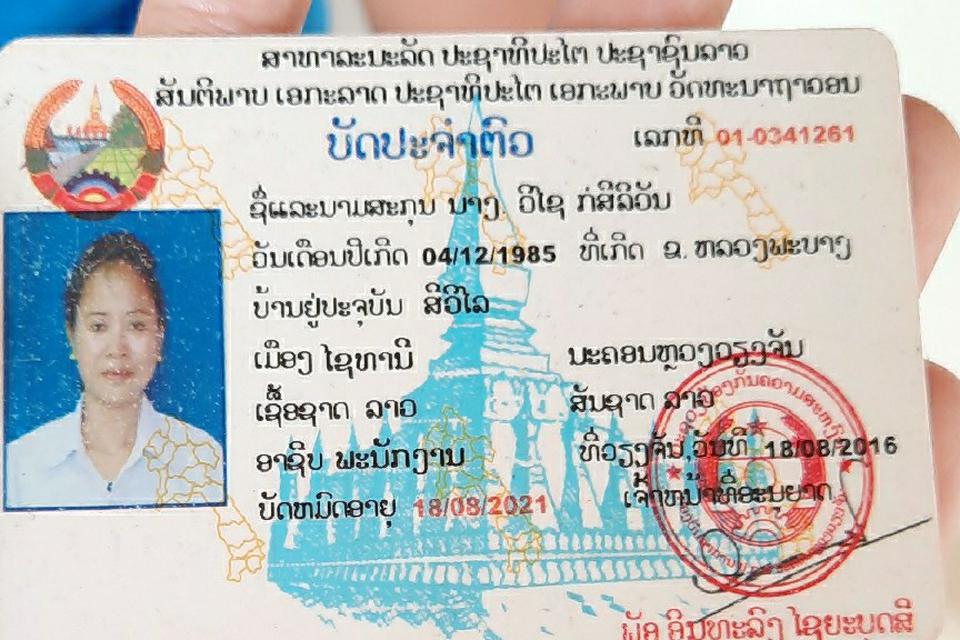 ສາທາລະນະລັດ ປະຊາທິປະໄຕ ປະຊາຊົນລາວ
ສັນຕິພາບ ເອກະລາດ ປະຊາທິປະໄຕ ເອກະພາບ ວັດທະນາຖາວອນ
ບັດປະຈຳຕົວ
ເລກທີ 01-0341261
ຊື່ແລະນາມສະກຸນ ນາງ ວິໄຊ ກ່ສີລິວັນ
ວັນເດືອນປີເກີດ 04/12/1985 ທີ່ເກີດ ຂ. ຫລວງພະບາງ
ບ້ານຢູ່ປະຈຸບັນ ສີວິໄລ
ເມືອງ ໄຊທານີ ນະຄອນຫຼວງວຽງຈັນ
ເຊື້ອຊາດ ລາວ ສັນຊາດ ລາວ
ອາຊີບ ພະນັກງານ ທີ່ວຽງຈັນ,ວັນທີ 18/08/2016
ບັດຫມົດອາຍຸ 18/08/2021 ເຈົ້າຫນ້າທີ່ອະນຸຍາດ
ພັອ ອິນທະລົງ ໄຊຍະບຸດສີ